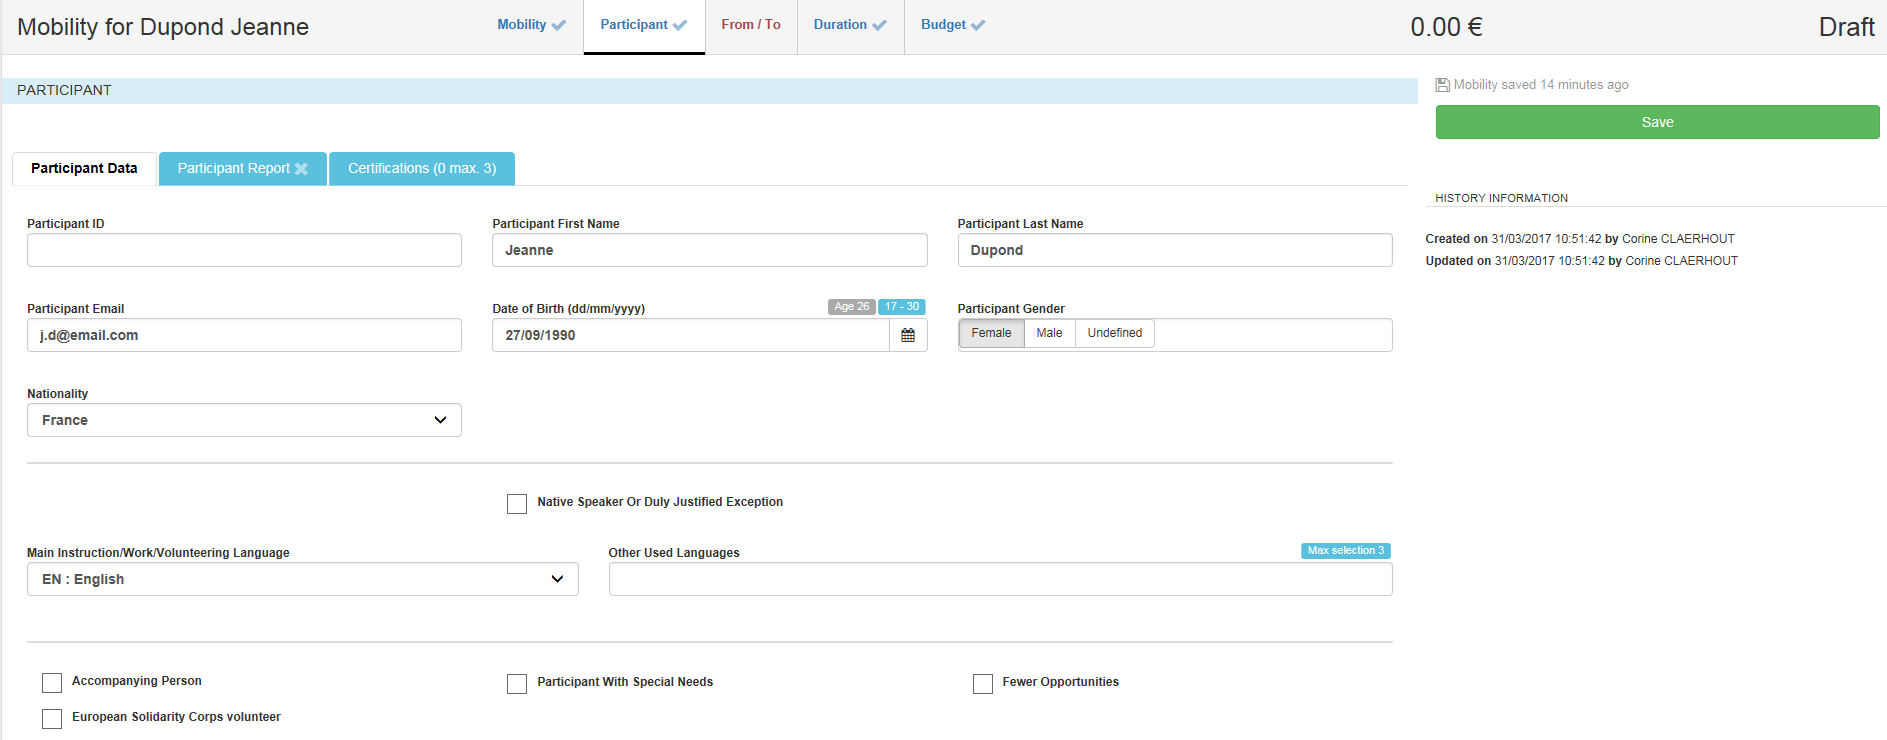 Mobility for Dupond Jeanne
Mobility
Participant
From / To
Duration
Budget
0.00 €
Draft
PARTICIPANT
Mobility saved 14 minutes ago
Save
Participant Data
Participant Report
Certifications (0 max. 3)
HISTORY INFORMATION
Created on 31/03/2017 10:51:42 by Corine CLAERHOUT
Updated on 31/03/2017 10:51:42 by Corine CLAERHOUT
Participant ID
Participant First Name
Jeanne
Participant Last Name
Dupond
Participant Email
j.d@email.com
Date of Birth (dd/mm/yyyy)
Age 26
17 - 30
27/09/1990
Participant Gender
Female
Male
Undefined
Nationality
France
Native Speaker Or Duly Justified Exception
Main Instruction/Work/Volunteering Language
EN : English
Other Used Languages
Max selection 3
Accompanying Person
Participant With Special Needs
Fewer Opportunities
European Solidarity Corps volunteer